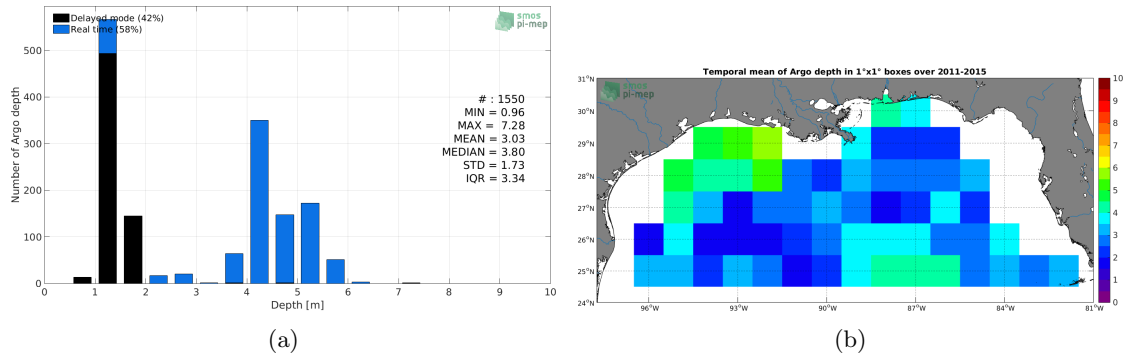 Delayed mode (42%)
Real time (58%)
smos
pi-mep
# : 1550
MIN = 0.96
MAX = 7.28
MEAN = 3.03
MEDIAN = 3.80
STD = 1.73
IQR = 3.34
Number of Argo depth
500
400
300
200
100
0
0 1 2 3 4 5 6 7 8 9 10
Depth [m]
(a)
Temporal mean of Argo depth in 1°x1° boxes over 2011-2015
smos
pi-mep
31°N
30°N
29°N
28°N
27°N
26°N
25°N
24°N
96°W 93°W 90°W 87°W 84°W 81°W
10
9
8
7
6
5
4
3
2
1
0
(b)